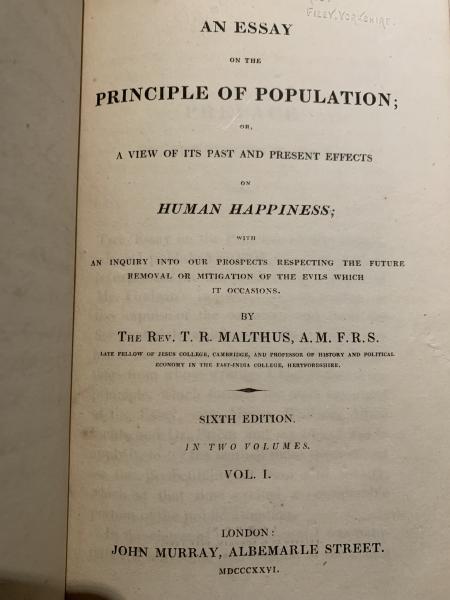 FILEY. YORKSHIRE.
AN ESSAY
ON THE
PRINCIPLE OF POPULATION;
OR,
A VIEW OF ITS PAST AND PRESENT EFFECTS
ON
HUMAN HAPPINESS;
WITH
AN INQUIRY INTO OUR PROSPECTS RESPECTING THE FUTURE
REMOVAL OR MITIGATION OF THE EVILS WHICH
IT OCCASIONS.
BY
THE REV. T. R. MALTHUS, A.M. F.R.S.
LATE FELLOW OF JESUS COLLEGE, CAMBRIDGE, AND PROFESSOR OF HISTORY AND POLITICAL
ECONOMY IN THE EAST-INDIA COLLEGE, HERTFORDSHIRE.
SIXTH EDITION.
IN TWO VOLUMES.
VOL. I.
LONDON:
JOHN MURRAY, ALBEMARLE STREET.
MDCCCXXVI.